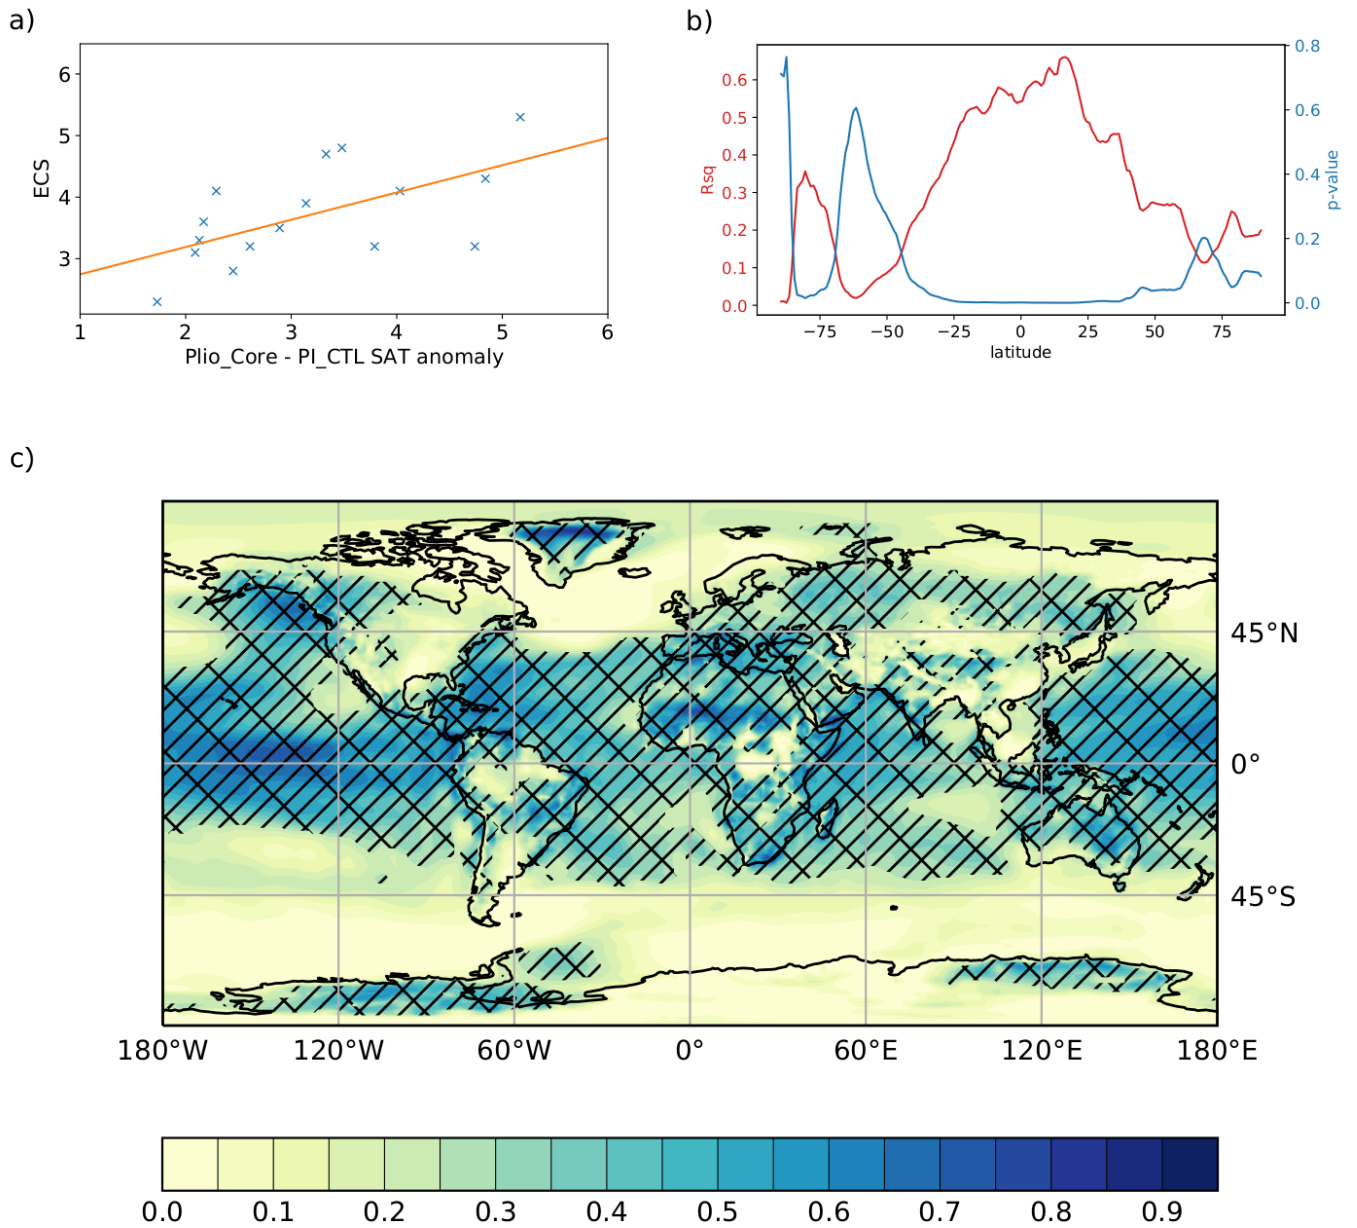 a)
6
5
4
3
ECS
1 2 3 4 5 6
Plio_Core - PI_CTL SAT anomaly
b)
0.6
0.5
0.4
0.3
0.2
0.1
0.0
Rsq
0.8
0.6
0.4
0.2
0.0
p-value
−75 −50 −25 0 25 50 75
latitude
c)
45°N
0°
45°S
180°W 120°W 60°W 0° 60°E 120°E 180°E
0.0 0.1 0.2 0.3 0.4 0.5 0.6 0.7 0.8 0.9